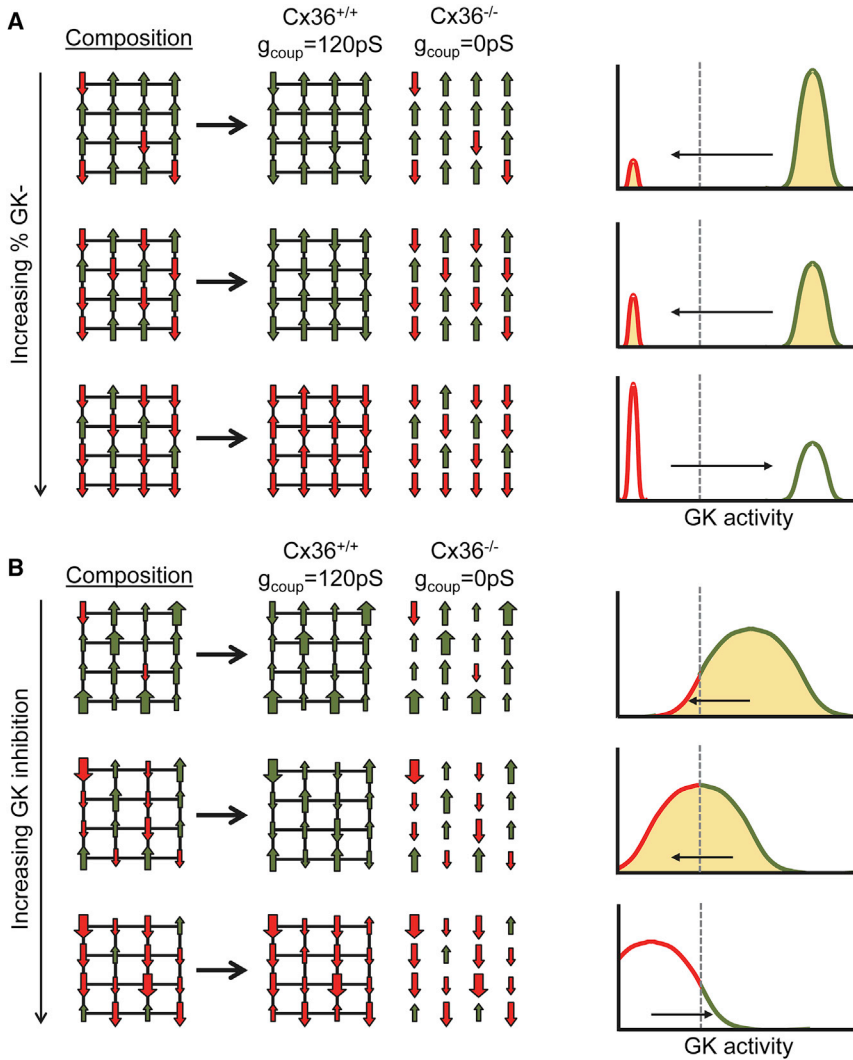 A
Composition
Cx36+/+
gcoup=120pS
Cx36-/-
gcoup=0pS
Increasing % GK-
GK activity
B
Composition
Cx36+/+
gcoup=120pS
Cx36-/-
gcoup=0pS
Increasing GK inhibition
GK activity